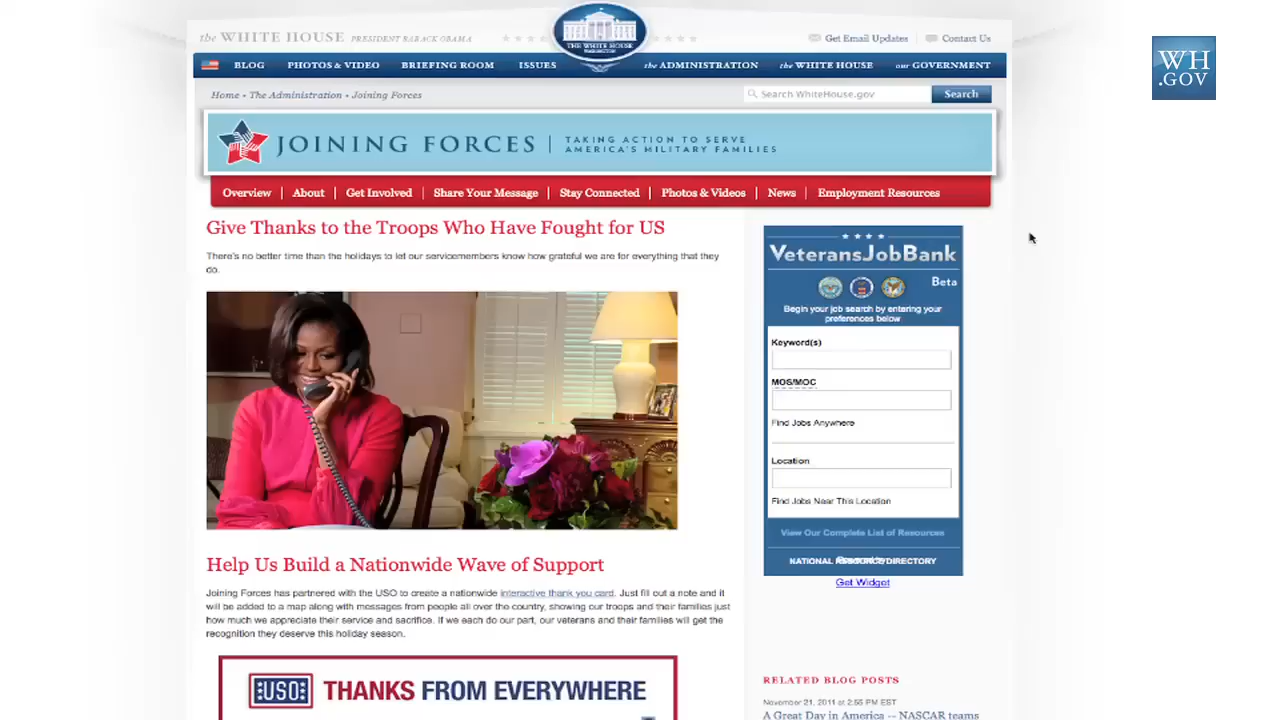 the WHITE HOUSE PRESIDENT BARACK OBAMA
THE WHITE HOUSE
WASHINGTON
Get Email Updates
Contact Us
WH
.GOV
BLOG PHOTOS & VIDEO BRIEFING ROOM ISSUES the ADMINISTRATION the WHITE HOUSE our GOVERNMENT
Home • The Administration • Joining Forces
Search WhiteHouse.gov
Search
JOINING FORCES
TAKING ACTION TO SERVE
AMERICA'S MILITARY FAMILIES
Overview About Get Involved Share Your Message Stay Connected Photos & Videos News Employment Resources
Give Thanks to the Troops Who Have Fought for US
There's no better time than the holidays to let our servicemembers know how grateful we are for everything that they
do.
Help Us Build a Nationwide Wave of Support
Joining Forces has partnered with the USO to create a nationwide interactive thank you card. Just fill out a note and it
will be added to a map along with messages from people all over the country, showing our troops and their families just
how much we appreciate their service and sacrifice. If we each do our part, our veterans and their families will get the
recognition they deserve this holiday season.
USO
THANKS FROM EVERYWHERE
VeteransJobBank
Beta
Begin your job search by entering your
preferences below
Keyword(s)
MOS/MOC
Find Jobs Anywhere
Location
Find Jobs Near This Location
View Our Complete List of Resources
NATIONAL RESOURCE DIRECTORY
Get Widget
RELATED BLOG POSTS
November 21, 2011 at 2:55 PM EST
A Great Day in America -- NASCAR teams